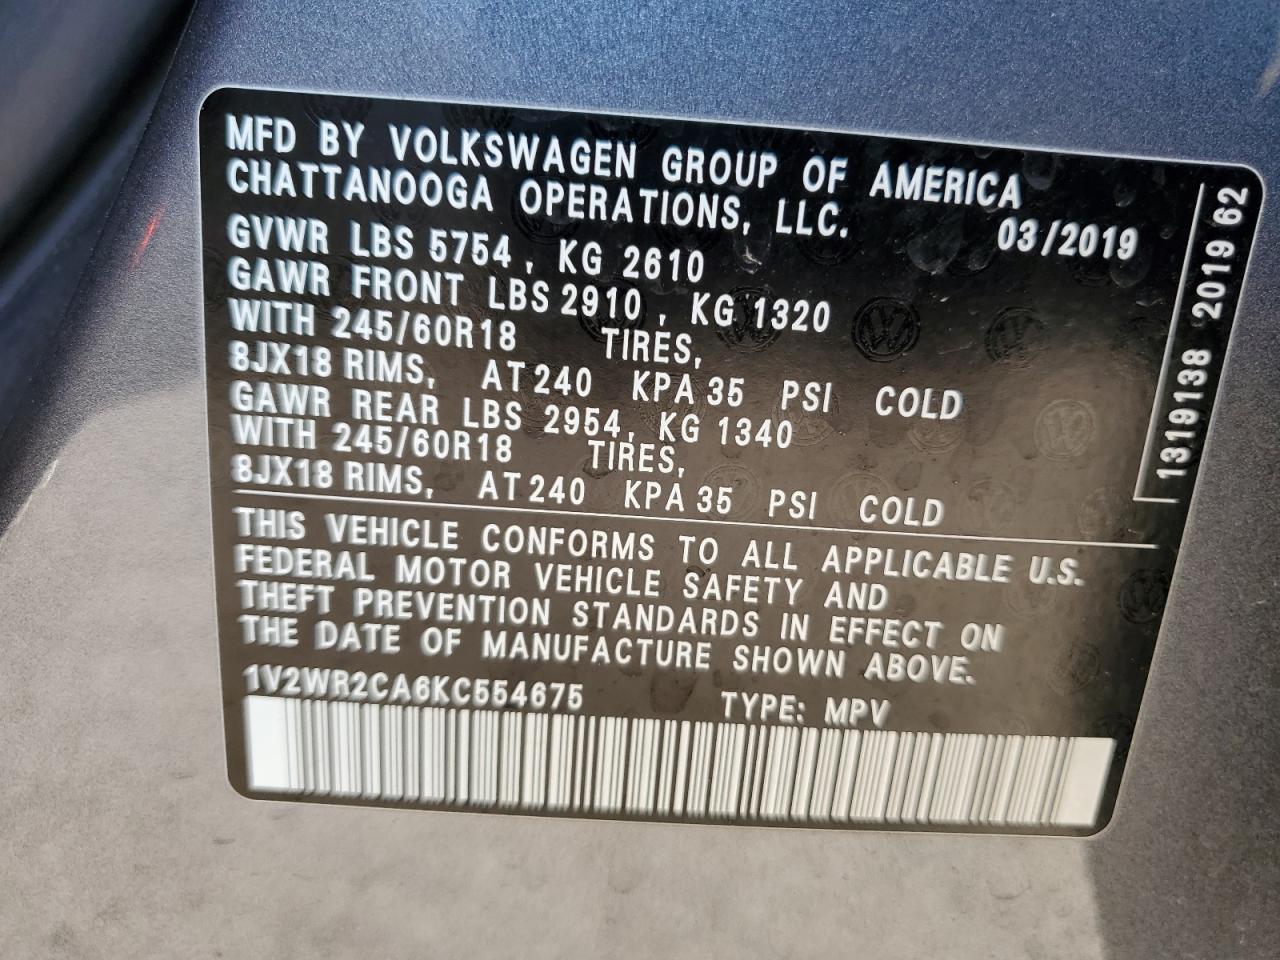 MFD BY VOLKSWAGEN GROUP OF AMERICA
CHATTANOOGA OPERATIONS, LLC.
03/2019
GVWR LBS 5754, KG 2610
GAWR FRONT LBS 2910, KG 1320
WITH 245/60R18 TIRES,
8JX18 RIMS, AT 240 KPA 35 PSI COLD
GAWR REAR LBS 2954, KG 1340
WITH 245/60R18 TIRES,
8JX18 RIMS, AT 240 KPA 35 PSI COLD
THIS VEHICLE CONFORMS TO ALL APPLICABLE U.S.
FEDERAL MOTOR VEHICLE SAFETY AND
THEFT PREVENTION STANDARDS IN EFFECT ON
THE DATE OF MANUFACTURE SHOWN ABOVE.
1V2WR2CA6KC554675 TYPE: MPV
1319138 2019 62